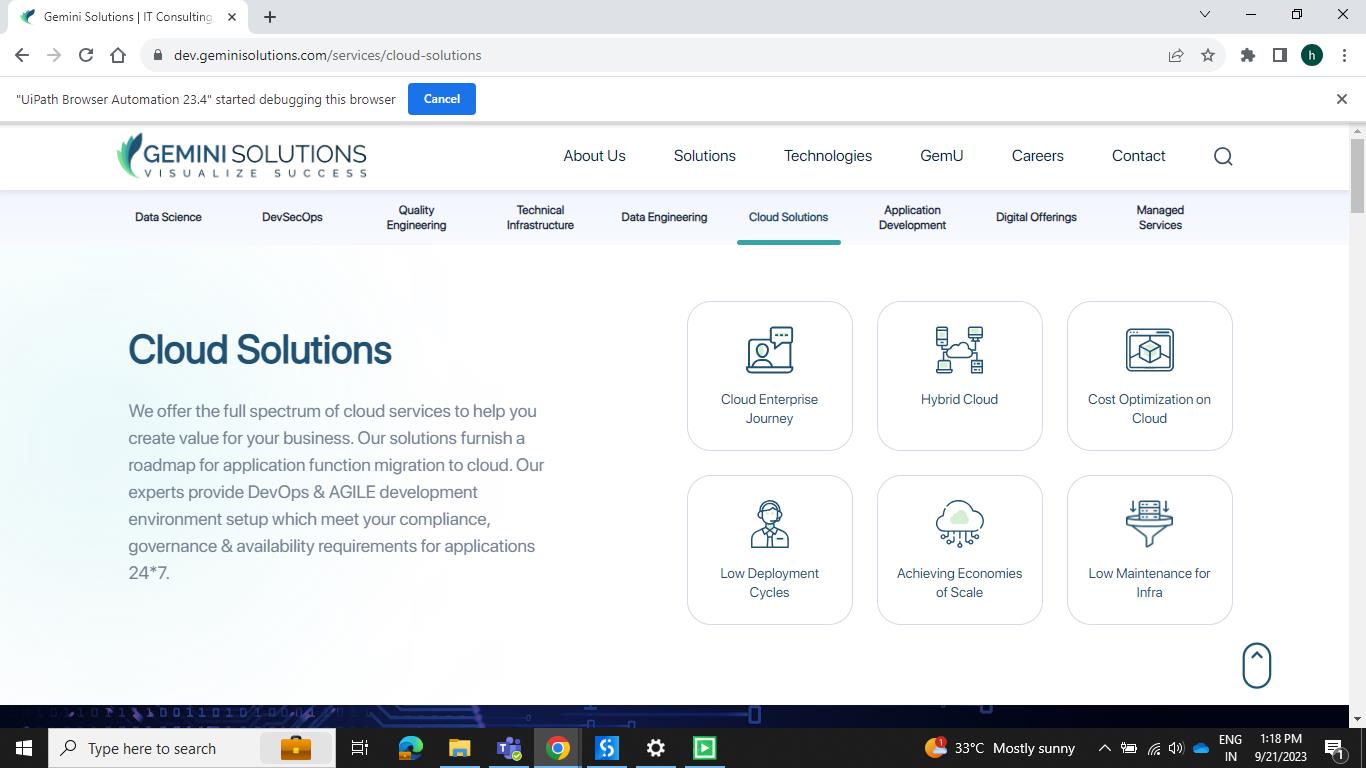 Gemini Solutions | IT Consulting
dev.geminisolutions.com/services/cloud-solutions
h
"UiPath Browser Automation 23.4" started debugging this browser
Cancel
GEMINI SOLUTIONS
VISUALIZE SUCCESS
About Us
Solutions
Technologies
GemU
Careers
Contact
Data Science
DevSecOps
Quality
Engineering
Technical
Infrastructure
Data Engineering
Cloud Solutions
Application
Development
Digital Offerings
Managed
Services
Cloud Solutions
We offer the full spectrum of cloud services to help you
create value for your business. Our solutions furnish a
roadmap for application function migration to cloud. Our
experts provide DevOps & AGILE development
environment setup which meet your compliance,
governance & availability requirements for applications
24*7.
Cloud Enterprise
Journey
Hybrid Cloud
Cost Optimization on
Cloud
Low Deployment
Cycles
Achieving Economies
of Scale
Low Maintenance for
Infra
Type here to search
1
33°C Mostly sunny
ENG
IN
1:18 PM
9/21/2023
1